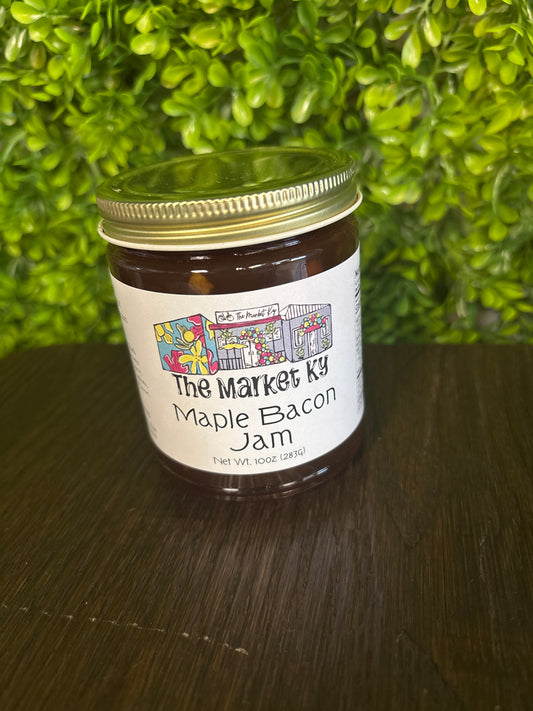 The Market Ky
The Market Ky
Maple Bacon
Jam
Net Wt. 10oz (283g)